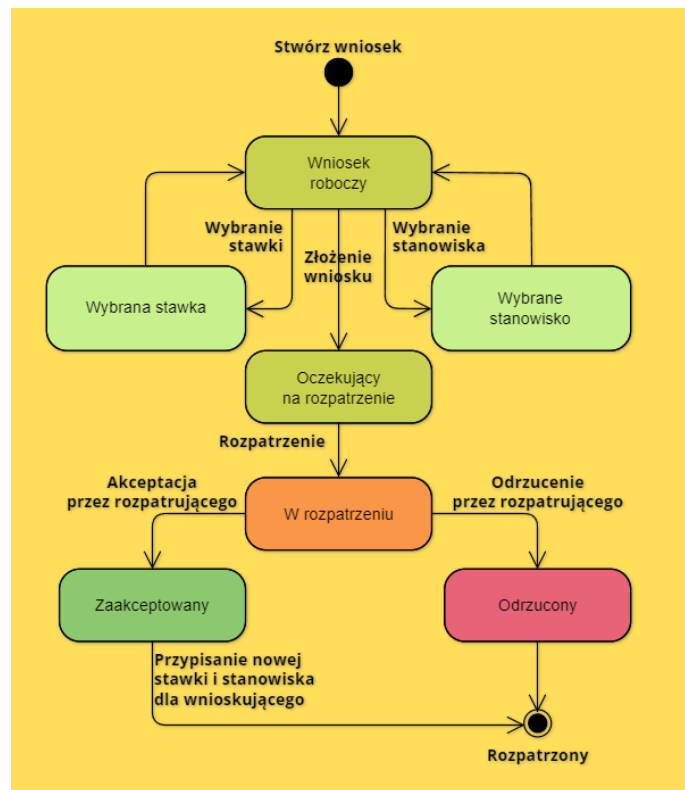 Stwórz wniosek
Wniosek
roboczy
Wybranie
stawki
Złożenie
wniosku
Wybranie
stanowiska
Wybrana stawka
Wybrane
stanowisko
Oczekujący
na rozpatrzenie
Rozpatrzenie
Akceptacja
przez rozpatrującego
Odrzucenie
przez rozpatrującego
W rozpatrzeniu
Zaakceptowany
Odrzucony
Przypisanie nowej
stawki i stanowiska
dla wnioskującego
Rozpatrzony